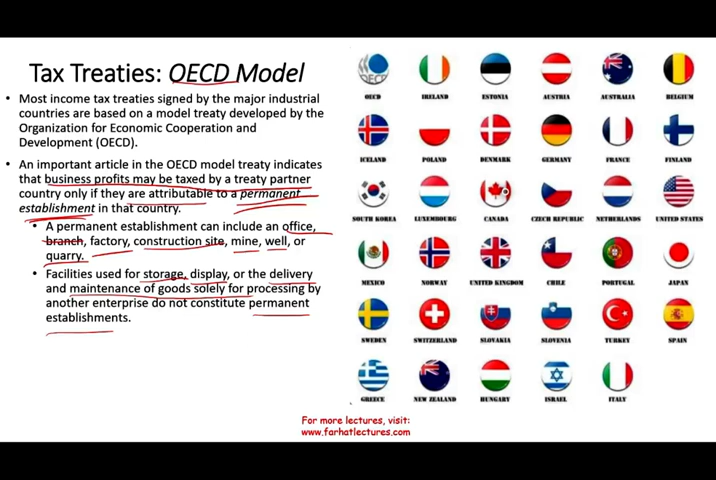 Tax Treaties: OECD Model
• Most income tax treaties signed by the major industrial
countries are based on a model treaty developed by the
Organization for Economic Cooperation and
Development (OECD).
• An important article in the OECD model treaty indicates
that business profits may be taxed by a treaty partner
country only if they are attributable to a permanent
establishment in that country.
• A permanent establishment can include an office,
branch, factory, construction site, mine, well, or
quarry.
• Facilities used for storage, display, or the delivery
and maintenance of goods solely for processing by
another enterprise do not constitute permanent
establishments.
OECD
OECD IRELAND ESTONIA AUSTRIA AUSTRALIA BELGIUM
ICELAND POLAND DENMARK GERMANY FRANCE FINLAND
SOUTH KOREA LUXEMBOURG CANADA CZECH REPUBLIC NETHERLANDS UNITED STATES
MEXICO NORWAY UNITED KINGDOM CHILE PORTUGAL JAPAN
SWEDEN SWITZERLAND SLOVAKIA SLOVENIA TURKEY SPAIN
GREECE NEW ZEALAND HUNGARY ISRAEL ITALY
For more lectures, visit:
www.farhatlectures.com